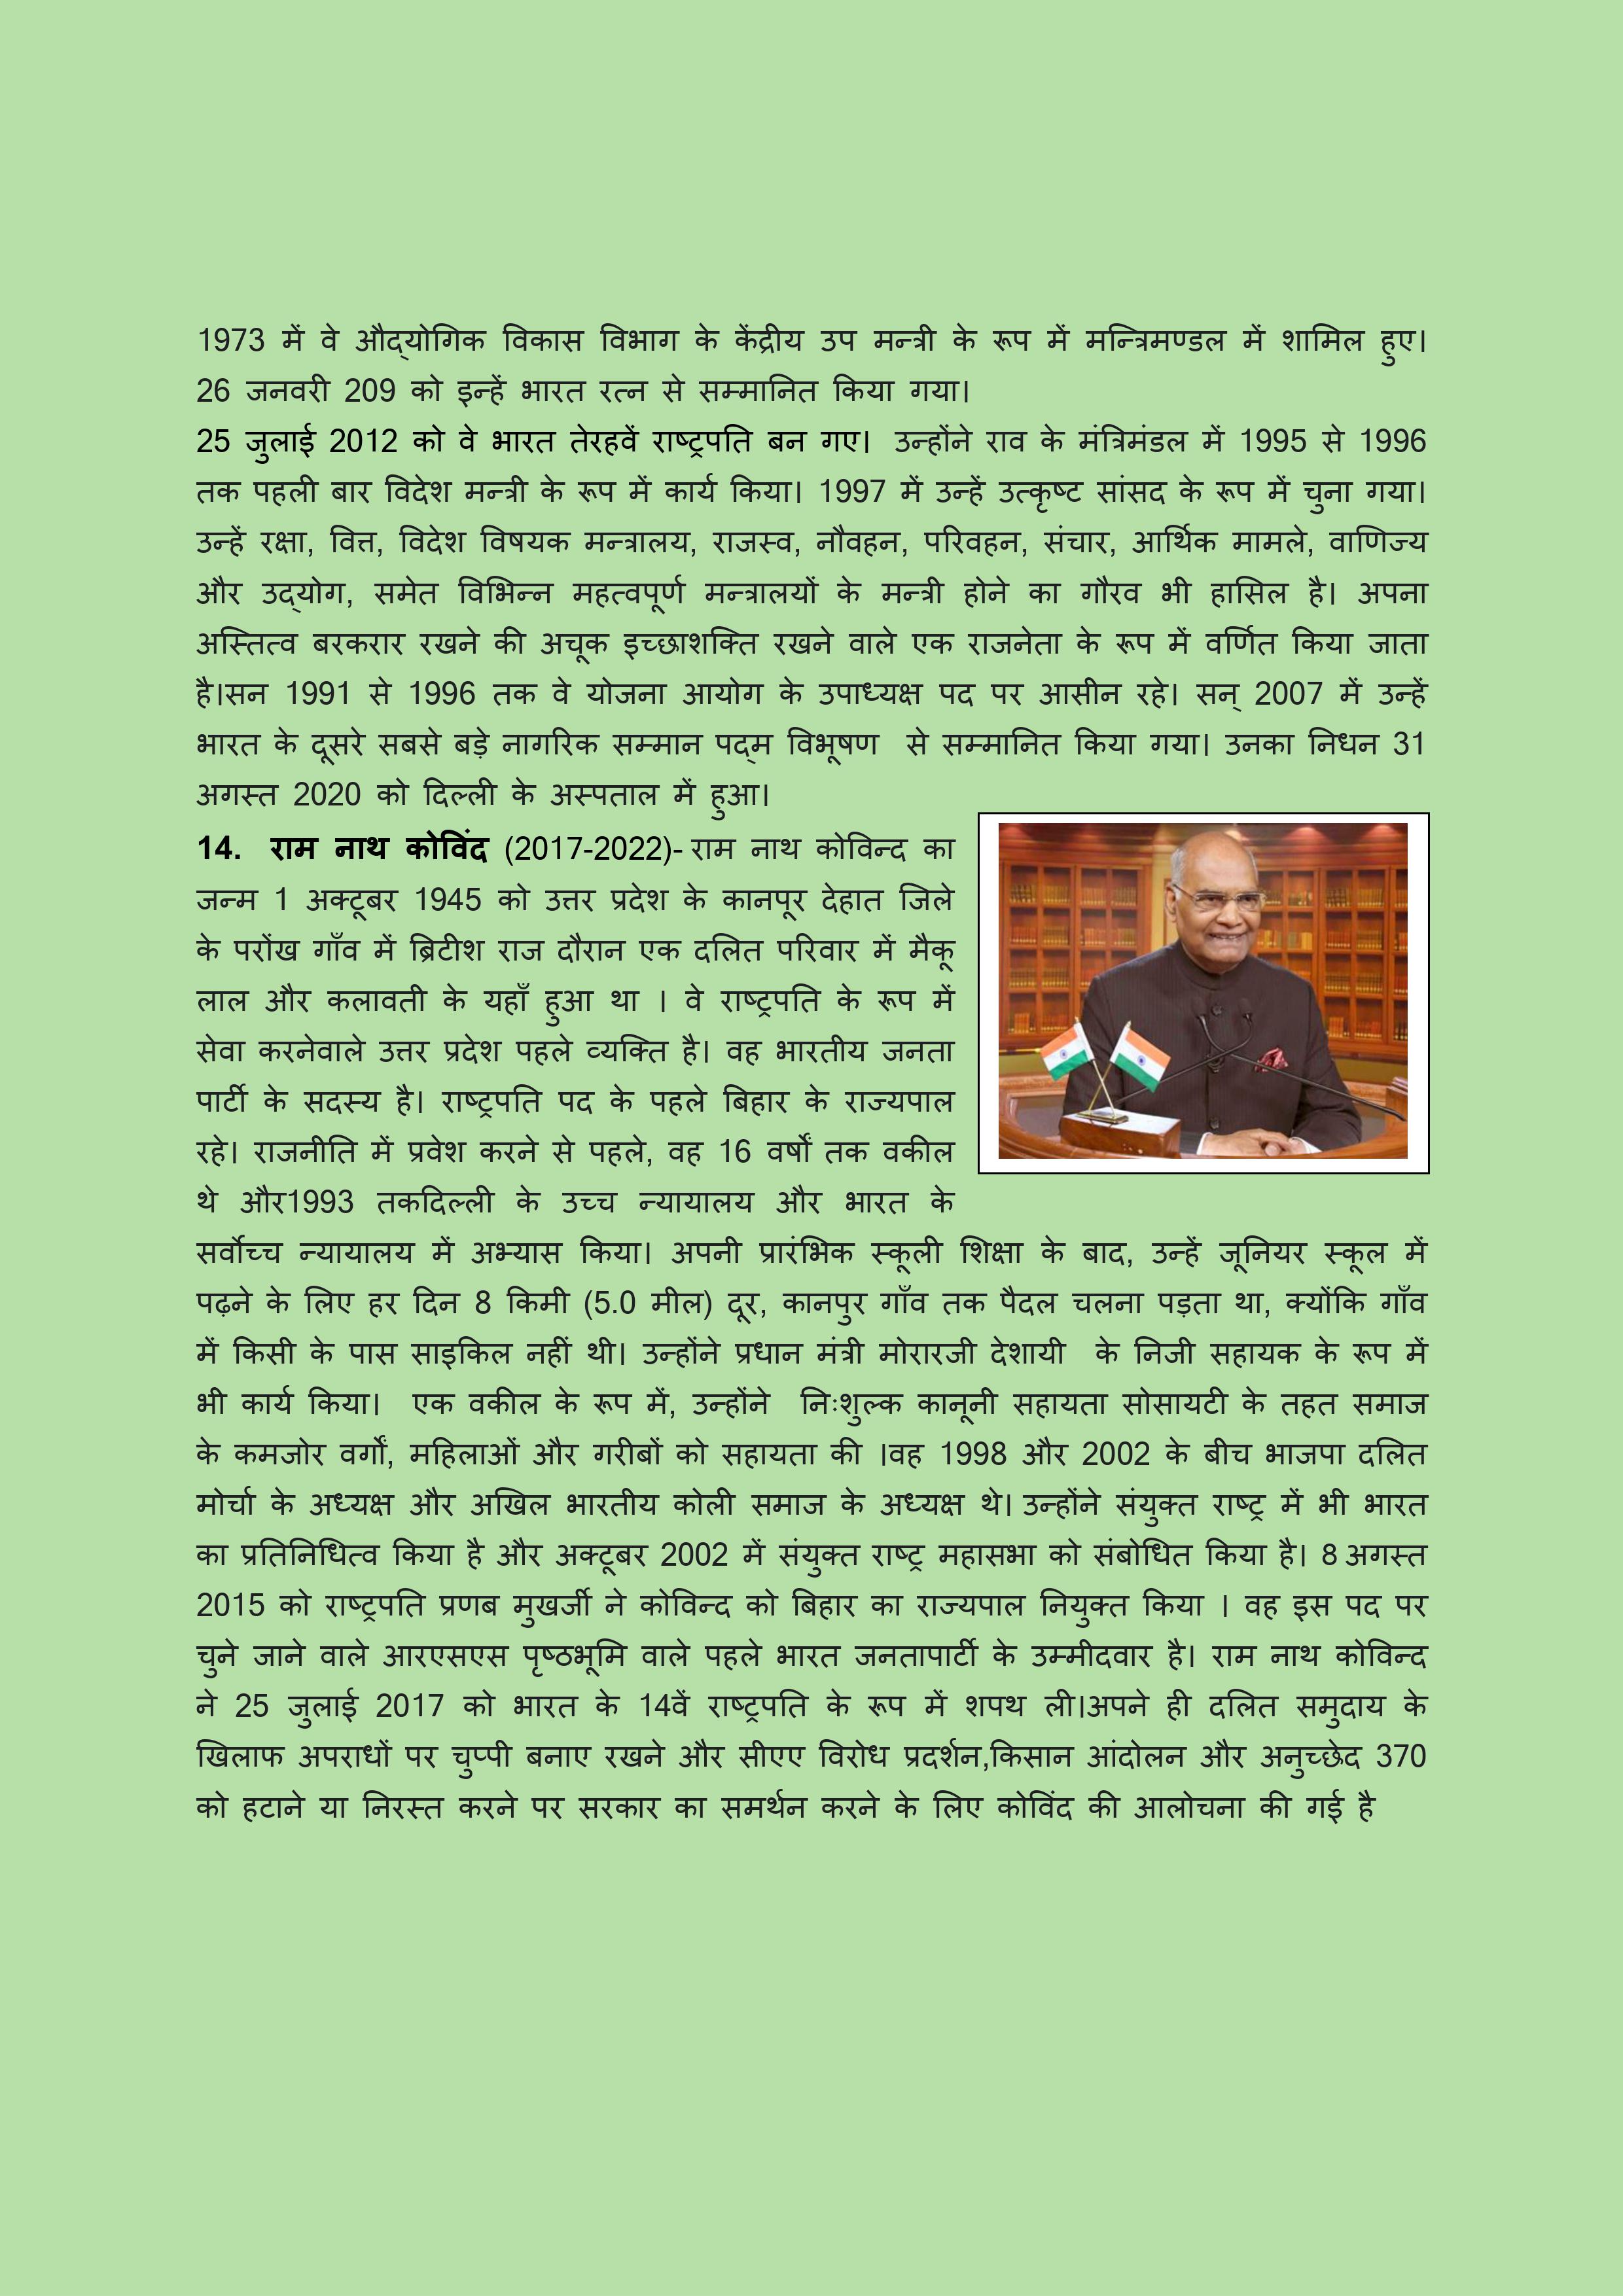 1973 में वे औद्‌योगिक विकास विभाग के केंद्रीय उप मन्त्री के रूप में मन्त्रिमण्डल में शामिल हुए।
26 जनवरी 209 को इन्हें भारत रत्न से सम्मानित किया गया।
25 जुलाई 2012 को वे भारत तेरहवें राष्ट्रपति बन गए। उन्होंने राव के मंत्रिमंडल में 1995 से 1996
तक पहली बार विदेश मन्त्री के रूप में कार्य किया। 1997 में उन्हें उत्कृष्ट सांसद के रूप में चुना गया।
उन्हें रक्षा, वित्त, विदेश विषयक मन्त्रालय, राजस्व, नौवहन, परिवहन, संचार, आर्थिक मामले, वाणिज्य
और उद्‌योग, समेत विभिन्न महत्वपूर्ण मन्त्रालयों के मन्त्री होने का गौरव भी हासिल है। अपना
अस्तित्व बरकरार रखने की अचूक इच्छाशक्ति रखने वाले एक राजनेता के रूप में वर्णित किया जाता
है।सन 1991 से 1996 तक वे योजना आयोग के उपाध्यक्ष पद पर आसीन रहे। सन् 2007 में उन्हें
भारत के दूसरे सबसे बड़े नागरिक सम्मान पद्‌म विभूषण से सम्मानित किया गया। उनका निधन 31
अगस्त 2020 को दिल्ली के अस्पताल में हुआ।
14. राम नाथ कोविंद (2017-2022)- राम नाथ कोविन्द का
जन्म 1 अक्टूबर 1945 को उत्तर प्रदेश के कानपूर देहात जिले
के परोंख गाँव में ब्रिटीश राज दौरान एक दलित परिवार में मैकू
लाल और कलावती के यहाँ हुआ था । वे राष्ट्रपति के रूप में
सेवा करनेवाले उत्तर प्रदेश पहले व्यक्ति है। वह भारतीय जनता
पार्टी के सदस्य है। राष्ट्रपति पद के पहले बिहार के राज्यपाल
रहे। राजनीति में प्रवेश करने से पहले, वह 16 वर्षों तक वकील
थे और1993 तकदिल्ली के उच्च न्यायालय और भारत के
सर्वोच्च न्यायालय में अभ्यास किया। अपनी प्रारंभिक स्कूली शिक्षा के बाद, उन्हें जूनियर स्कूल में
पढ़ने के लिए हर दिन 8 किमी (5.0 मील) दूर, कानपुर गाँव तक पैदल चलना पड़ता था, क्योंकि गाँव
में किसी के पास साइकिल नहीं थी। उन्होंने प्रधान मंत्री मोरारजी देशायी के निजी सहायक के रूप में
भी कार्य किया। एक वकील के रूप में, उन्होंने निःशुल्क कानूनी सहायता सोसायटी के तहत समाज
के कमजोर वर्गों, महिलाओं और गरीबों को सहायता की ।वह 1998 और 2002 के बीच भाजपा दलित
मोर्चा के अध्यक्ष और अखिल भारतीय कोली समाज के अध्यक्ष थे। उन्होंने संयुक्त राष्ट्र में भी भारत
का प्रतिनिधित्व किया है और अक्टूबर 2002 में संयुक्त राष्ट्र महासभा को संबोधित किया है। 8 अगस्त
2015 को राष्ट्रपति प्रणब मुखर्जी ने कोविन्द को बिहार का राज्यपाल नियुक्त किया । वह इस पद पर
चुने जाने वाले आरएसएस पृष्ठभूमि वाले पहले भारत जनतापार्टी के उम्मीदवार है। राम नाथ कोविन्द
ने 25 जुलाई 2017 को भारत के 14वें राष्ट्रपति के रूप में शपथ ली।अपने ही दलित समुदाय के
खिलाफ अपराधों पर चुप्पी बनाए रखने और सीएए विरोध प्रदर्शन,किसान आंदोलन और अनुच्छेद 370
को हटाने या निरस्त करने पर सरकार का समर्थन करने के लिए कोविंद की आलोचना की गई है